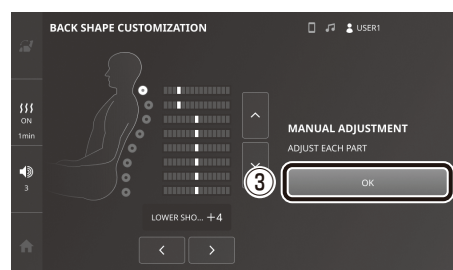 BACK SHAPE CUSTOMIZATION
USER1
ON
1min
3
MANUAL ADJUSTMENT
ADJUST EACH PART
3
OK
LOWER SHO... +4